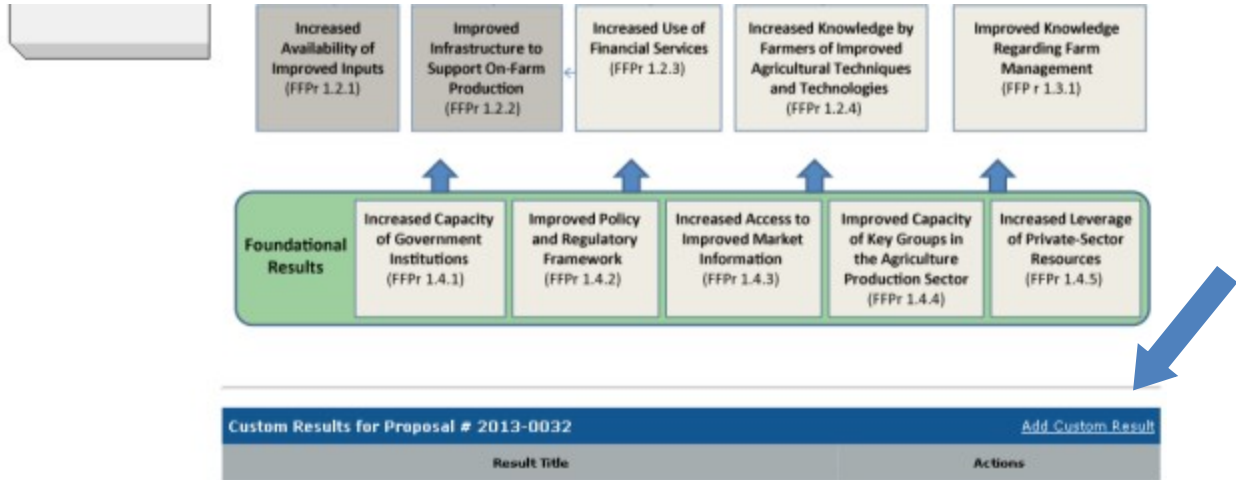 Increased
Availability of
Improved Inputs
(FFPr 1.2.1)
Improved
Infrastructure to
Support On-Farm
Production
(FFPr 1.2.2)
Increased Use of
Financial Services
(FFPr 1.2.3)
Increased Knowledge by
Farmers of Improved
Agricultural Techniques
and Technologies
(FFPr 1.2.4)
Improved Knowledge
Regarding Farm
Management
(FFP r 1.3.1)
Foundational
Results
Increased Capacity
of Government
Institutions
(FFPr 1.4.1)
Improved Policy
and Regulatory
Framework
(FFPr 1.4.2)
Increased Access to
Improved Market
Information
(FFPr 1.4.3)
Improved Capacity
of Key Groups in
the Agriculture
Production Sector
(FFPr 1.4.4)
Increased Leverage
of Private-Sector
Resources
(FFPr 1.4.5)
Custom Results for Proposal # 2013-0032
Add Custom Result
Result Title
Actions